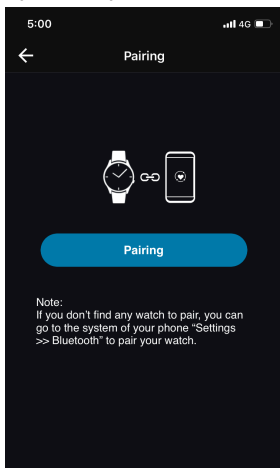 5:00
4G
Pairing
Pairing
Note:
If you don't find any watch to pair, you can
go to the system of your phone “Settings
>> Bluetooth” to pair your watch.